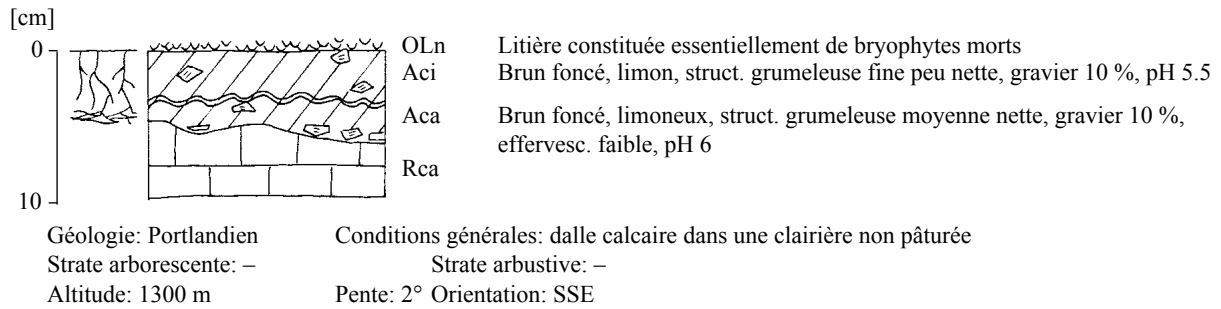 [cm]
0 OLn Litière constituée essentiellement de bryophytes morts
Aci Brun foncé, limon, struct. grumeleuse fine peu nette, gravier 10 %, pH 5.5
Aca Brun foncé, limoneux, struct. grumeleuse moyenne nette, gravier 10 %,
effervesc. faible, pH 6
Rca
10
Géologie: Portlandien Conditions générales: dalle calcaire dans une clairière non pâturée
Strate arborescente: – Strate arbustive: –
Altitude: 1300 m Pente: 2° Orientation: SSE